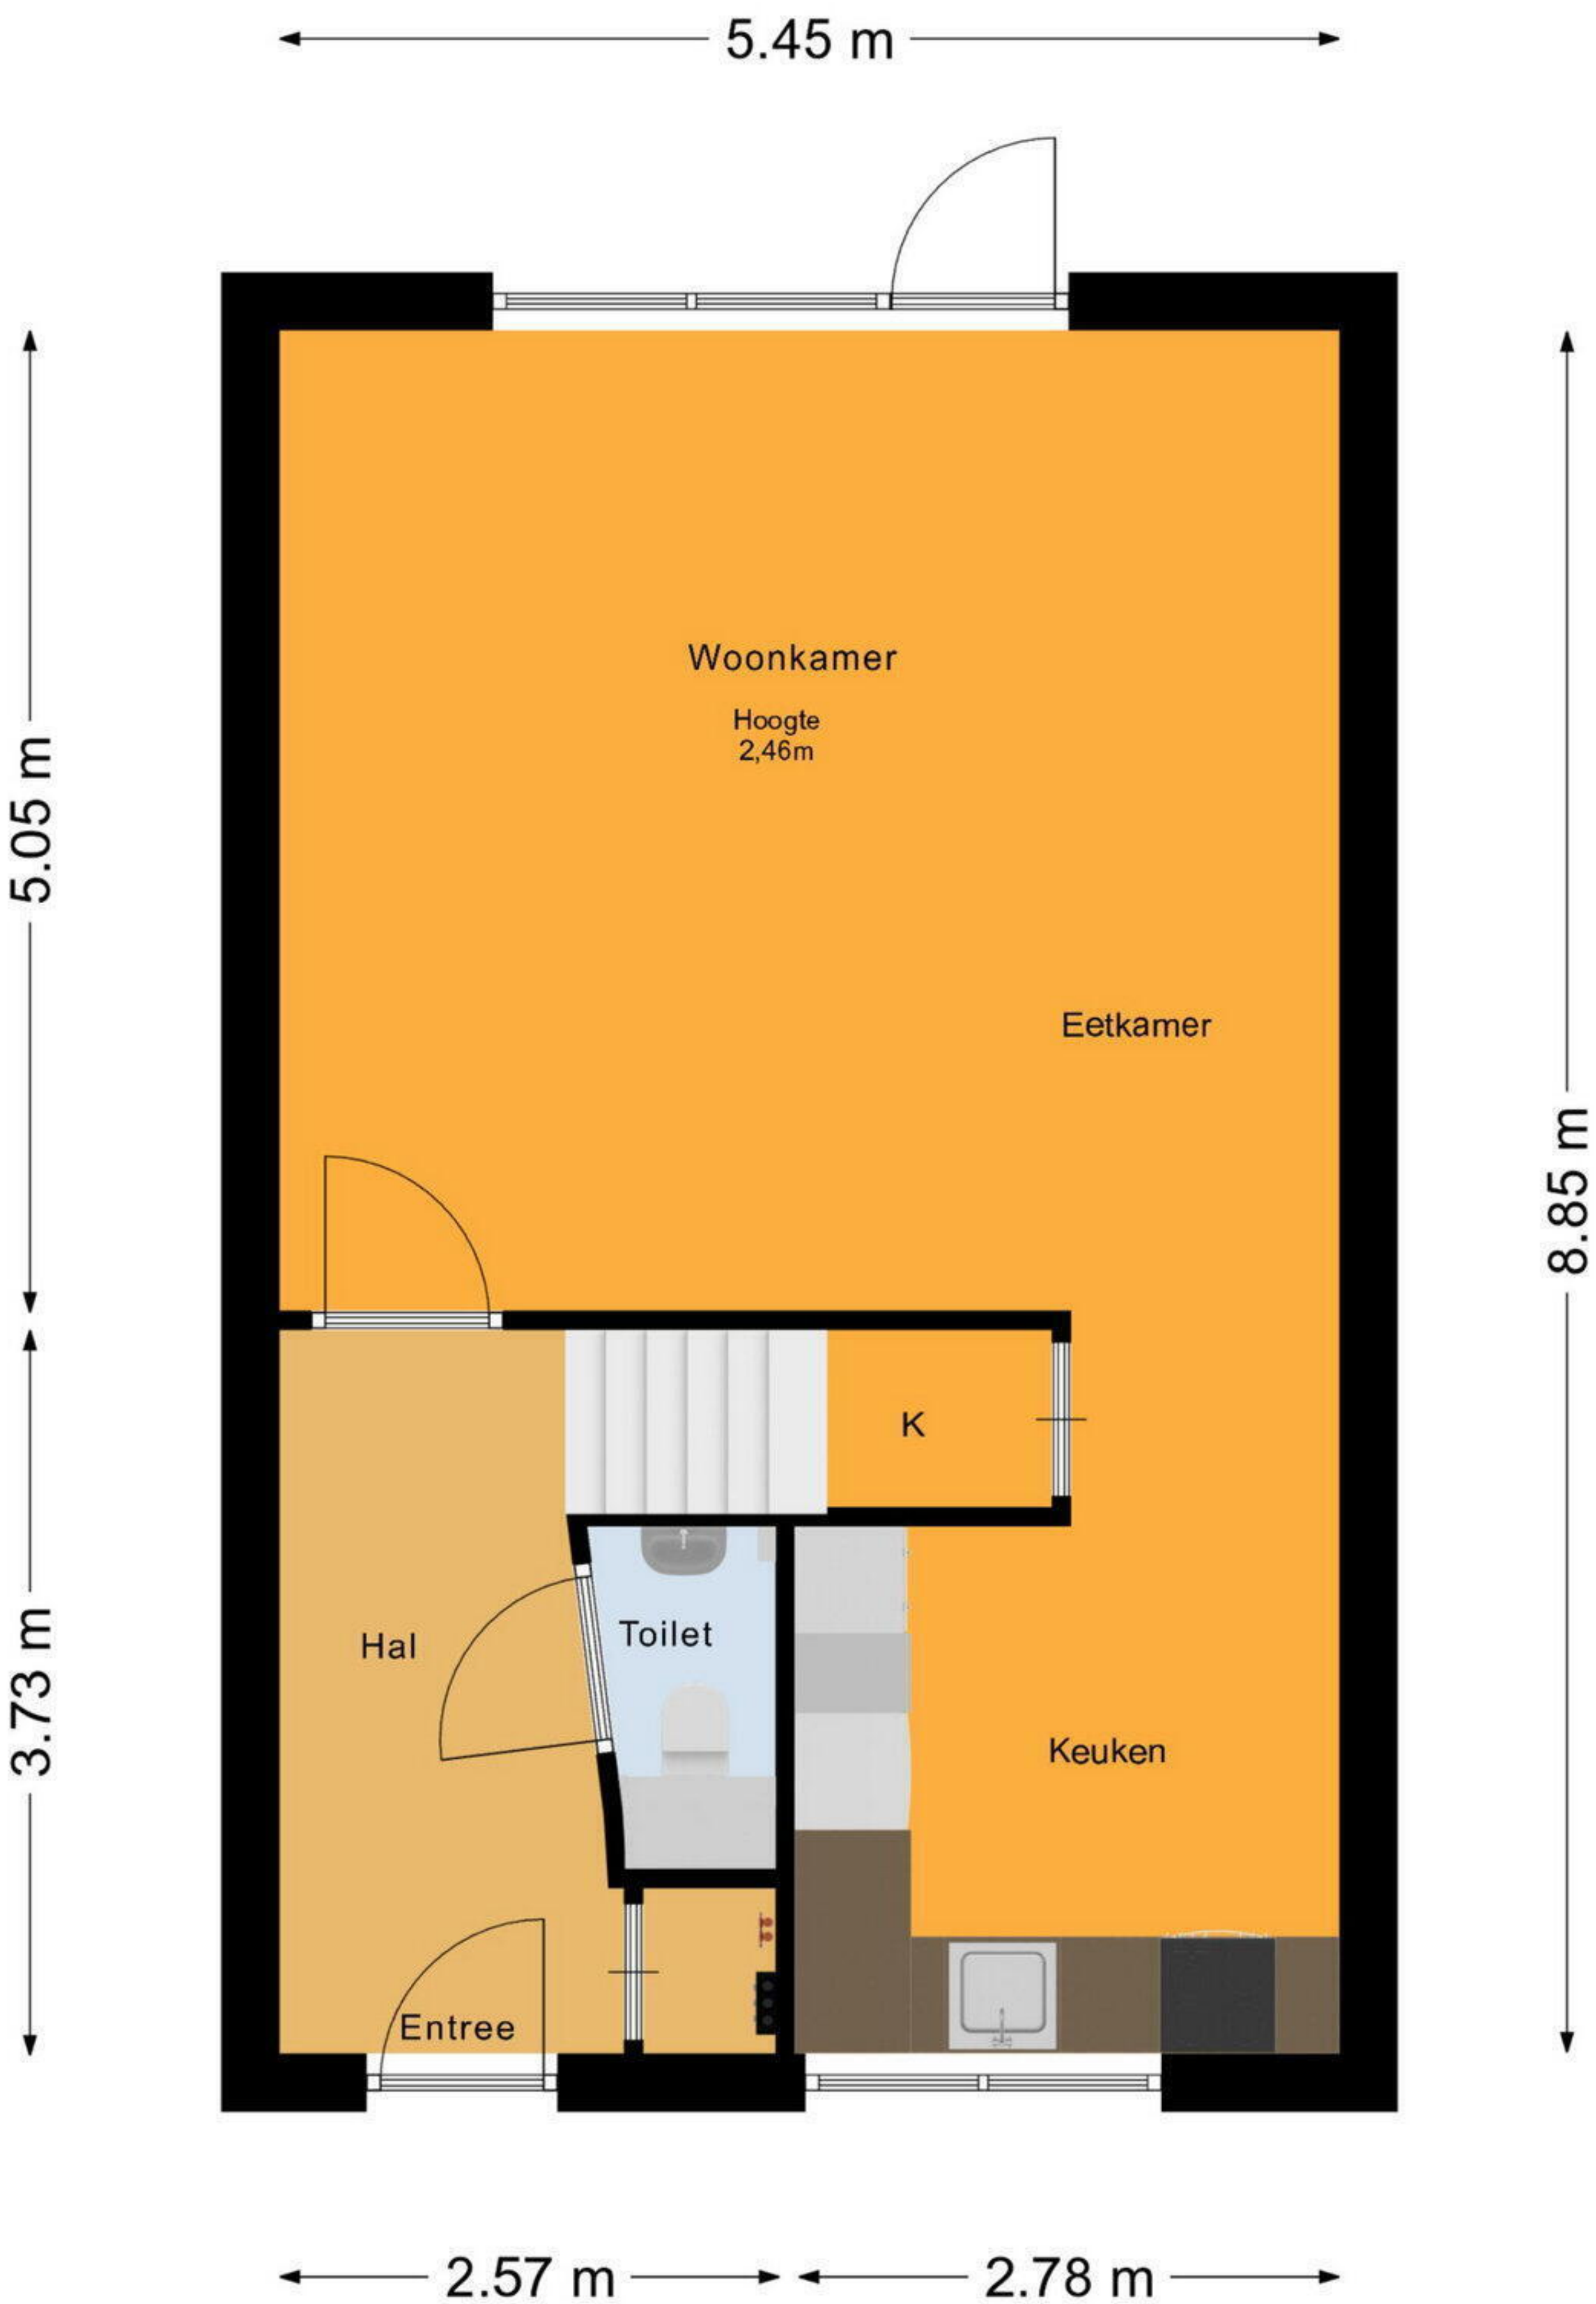 5.45 m
Woonkamer
Hoogte
2,46m
5.05 m
Eetkamer
8.85 m
K
Hal
Toilet
3.73 m
Keuken
Entree
2.57 m
2.78 m